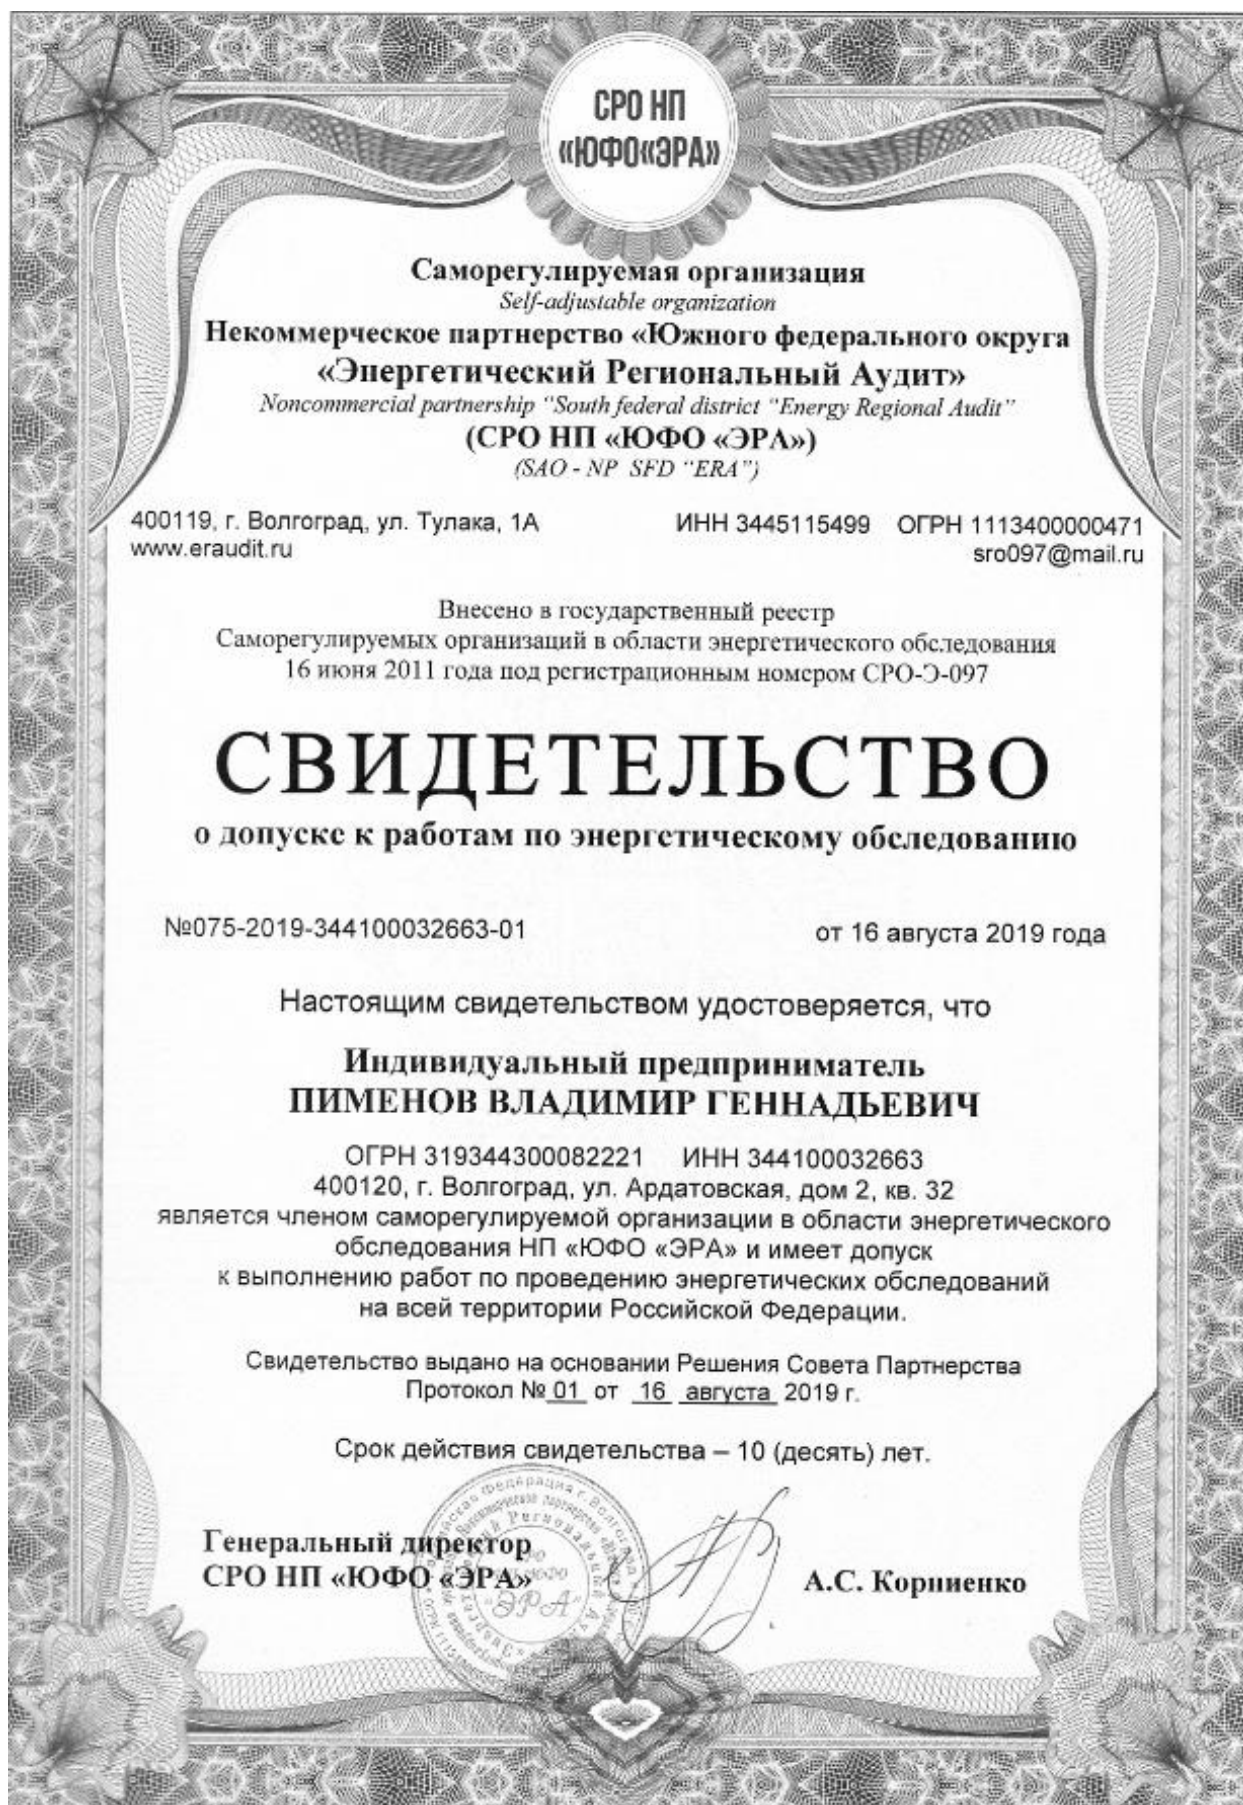 СРО НП
«ЮФО«ЭРА»
Саморегулируемая организация
Self-adjustable organization
Некоммерческое партнерство «Южного федерального округа
«Энергетический Региональный Аудит»
Noncommercial partnership “South federal district “Energy Regional Audit”
(СРО НП «ЮФО «ЭРА»)
(SAO - NP SFD “ERA”)
400119, г. Волгоград, ул. Тулака, 1А ИНН 3445115499 ОГРН 1113400000471
www.eraudit.ru sro097@mail.ru
Внесено в государственный реестр
Саморегулируемых организаций в области энергетического обследования
16 июня 2011 года под регистрационным номером СРО-Э-097
СВИДЕТЕЛЬСТВО
о допуске к работам по энергетическому обследованию
№075-2019-344100032663-01 от 16 августа 2019 года
Настоящим свидетельством удостоверяется, что
Индивидуальный предприниматель
ПИМЕНОВ ВЛАДИМИР ГЕННАДЬЕВИЧ
ОГРН 319344300082221 ИНН 344100032663
400120, г. Волгоград, ул. Ардатовская, дом 2, кв. 32
является членом саморегулируемой организации в области энергетического
обследования НП «ЮФО «ЭРА» и имеет допуск
к выполнению работ по проведению энергетических обследований
на всей территории Российской Федерации.
Свидетельство выдано на основании Решения Совета Партнерства
Протокол № 01 от 16 августа 2019 г.
Срок действия свидетельства – 10 (десять) лет.
Генеральный директор
СРО НП «ЮФО «ЭРА» А.С. Корниенко
"ЭРА"